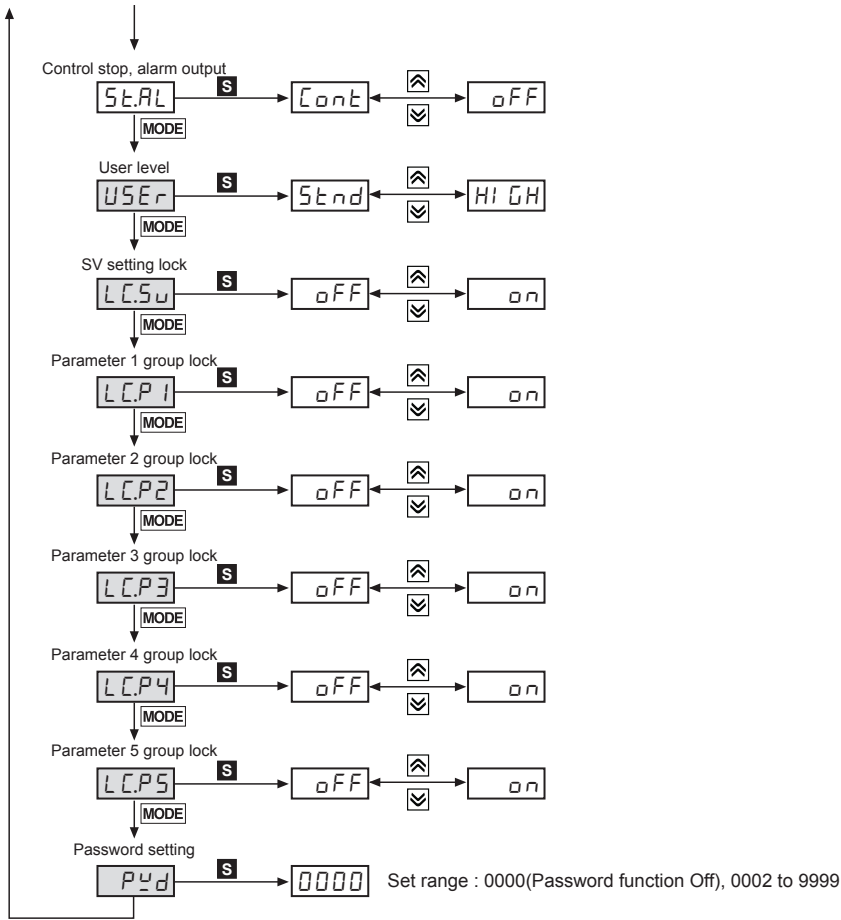 Control stop, alarm output
St.AL S Cont oFF
MODE
User level
USEr S Stnd HIGH
MODE
SV setting lock
LC.Sv S oFF on
MODE
Parameter 1 group lock
LC.P1 S oFF on
MODE
Parameter 2 group lock
LC.P2 S oFF on
MODE
Parameter 3 group lock
LC.P3 S oFF on
MODE
Parameter 4 group lock
LC.P4 S oFF on
MODE
Parameter 5 group lock
LC.P5 S oFF on
MODE
Password setting
PWd S 0000 Set range : 0000(Password function Off), 0002 to 9999